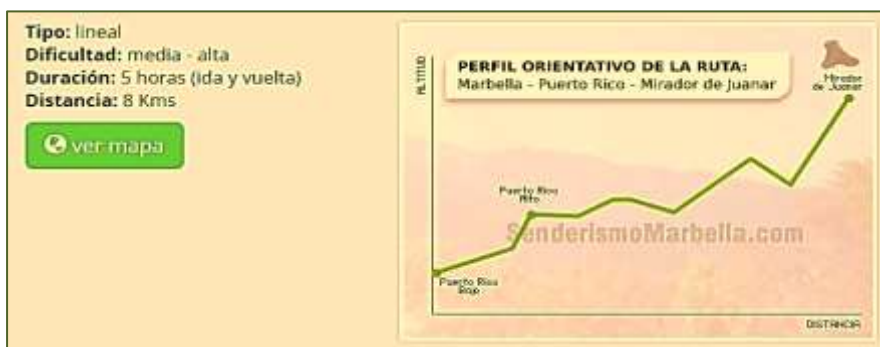 Tipo: lineal
Dificultad: media - alta
Duración: 5 horas (ida y vuelta)
Distancia: 8 Kms
ver mapa
ALTITUD
PERFIL ORIENTATIVO DE LA RUTA:
Marbella - Puerto Rico - Mirador de Juanar
Mirador
de Juanar
Puerto Rico
Alto
SenderismoMarbella.com
Puerto Rico
Bajo
DISTANCIA